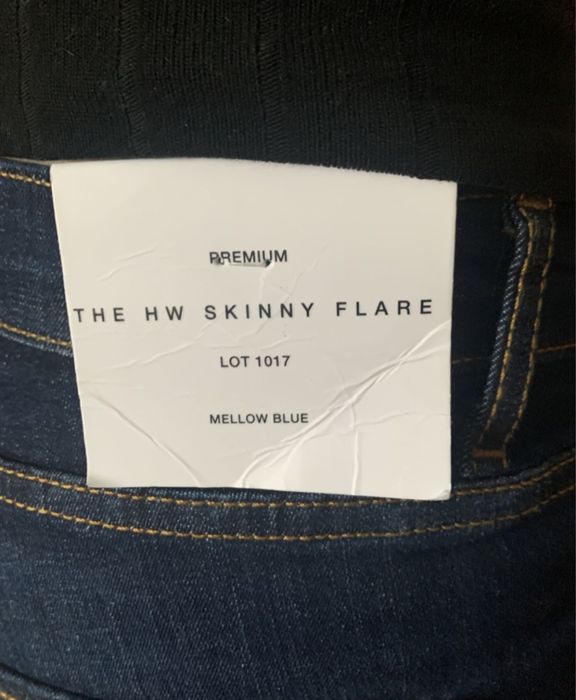 PREMIUM
THE HW SKINNY FLARE
LOT 1017
MELLOW BLUE